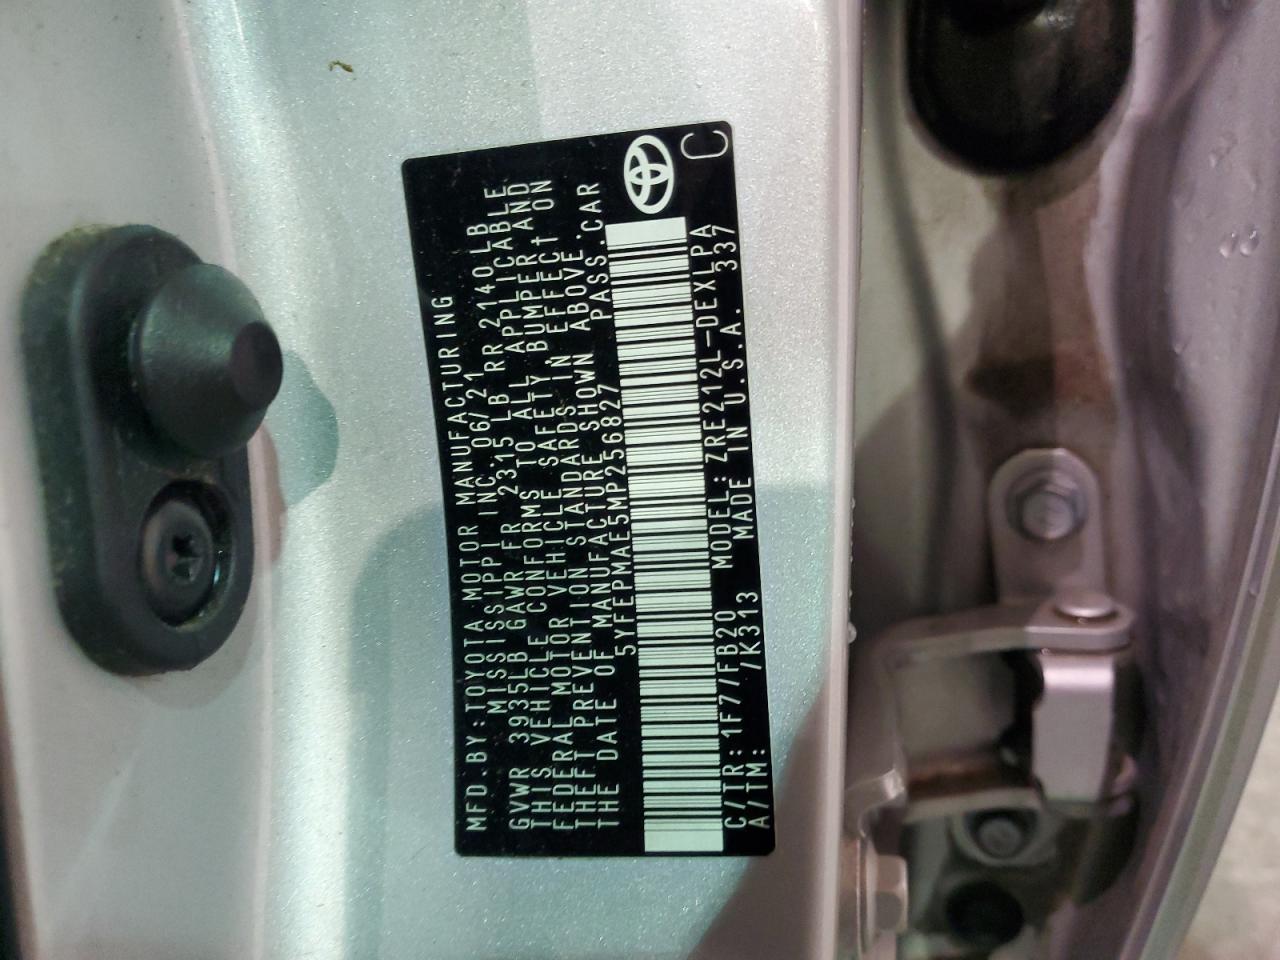 MFD.BY:TOYOTA MOTOR MANUFACTURING
MISSISSIPPI INC. 06/21
GVWR 3935LB GAWR FR 2315 LB RR 2140LB
THIS VEHICLE CONFORMS TO ALL APPLICABLE
FEDERAL MOTOR VEHICLE SAFETY,BUMPER, AND
THEFT PREVENTION STANDARDS IN EFFECT ON
THE DATE OF MANUFACTURE SHOWN ABOVE.
5YFEPMAE5MP256827 PASS.CAR
C/TR:1F7/FB20 MODEL:ZRE212L-DEXLPA
A/TM: /K313 MADE IN U.S.A. 337
C